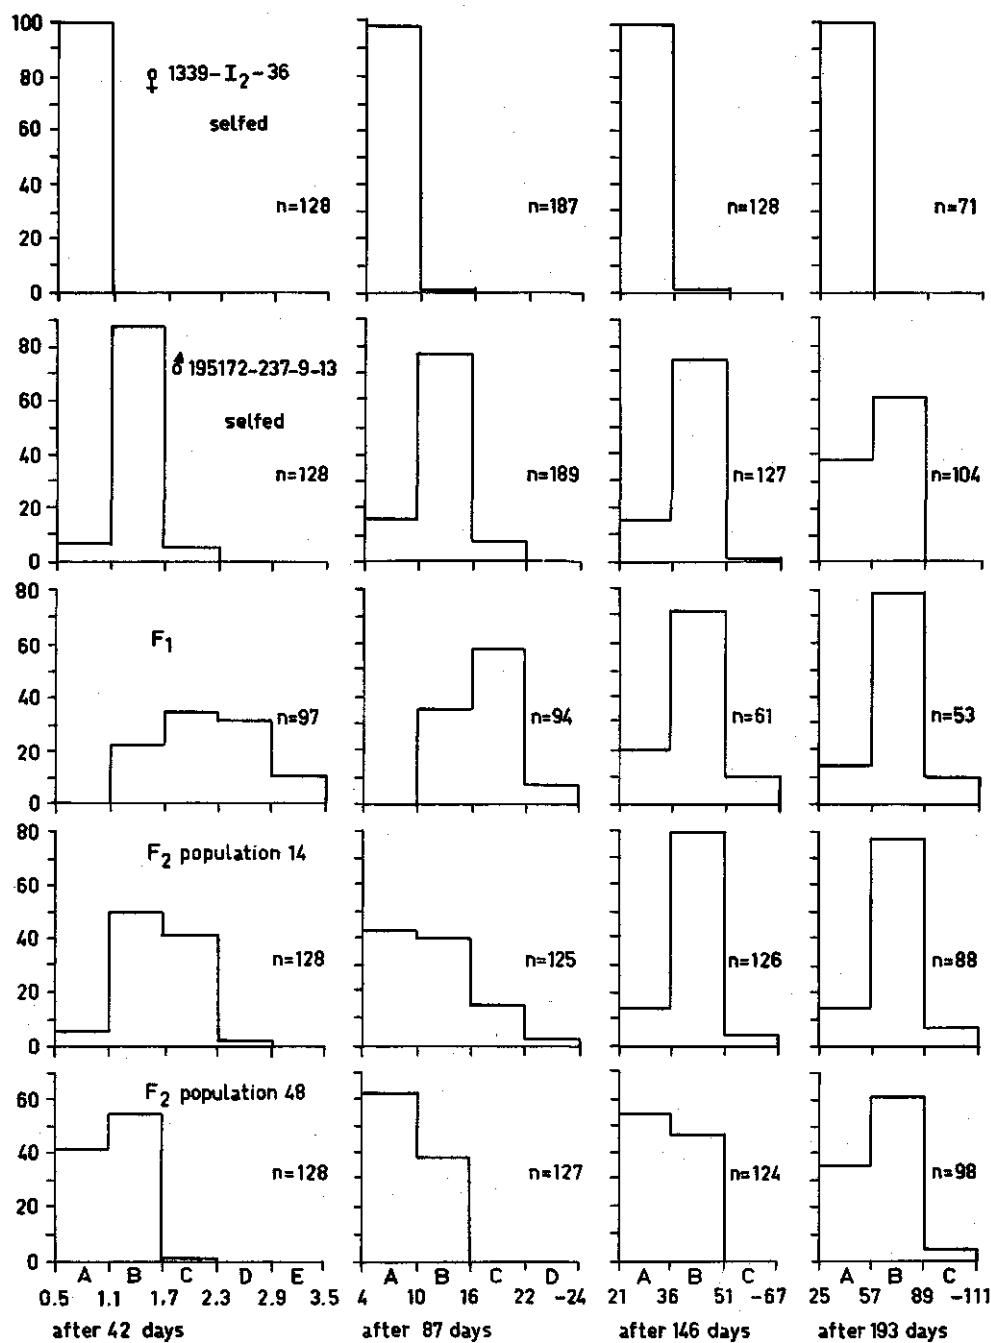 100
80
60
40
20
0
♀ 1339-I2-36
selfed
n=128
n=187
n=128
n=71
80
60
40
20
0
♂ 195172-237-9-13
selfed
n=128
n=189
n=127
n=104
80
60
40
20
0
F1
n=97
n=94
n=61
n=53
80
60
40
20
0
F2 population 14
n=128
n=125
n=126
n=88
60
40
20
0
F2 population 48
n=128
n=127
n=124
n=98
A B C D E
0.5 1.1 1.7 2.3 2.9 3.5
after 42 days
A B C D
4 10 16 22 -24
after 87 days
A B C
21 36 51 -67
after 146 days
A B C
25 57 89 -111
after 193 days